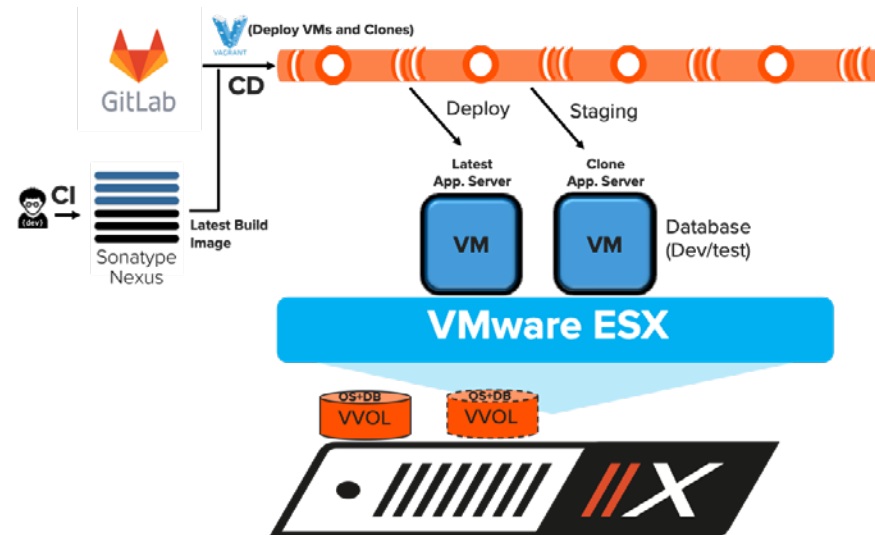 (Deploy VMs and Clones)
VAGRANT
GitLab
CD
Deploy
Staging
CI
{dev}
Latest Build
Image
Sonatype
Nexus
Latest
App. Server
Clone
App. Server
VM
VM
Database
(Dev/test)
VMware ESX
OS+DB
VVOL
OS+DB
VVOL
//X